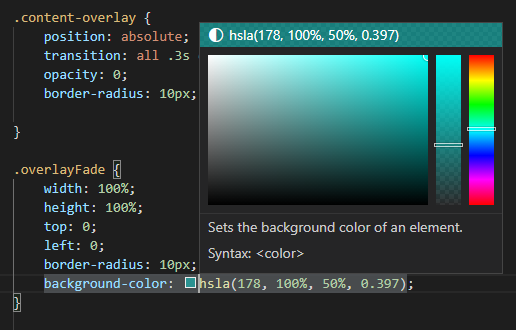 .content-overlay {
position: absolute;
transition: all .3s
opacity: 0;
border-radius: 10px;
}
.overlayFade {
width: 100%;
height: 100%;
top: 0;
left: 0;
border-radius: 10px;
background-color: hsla(178, 100%, 50%, 0.397);
}
hsla(178, 100%, 50%, 0.397)
Sets the background color of an element.
Syntax: <color>